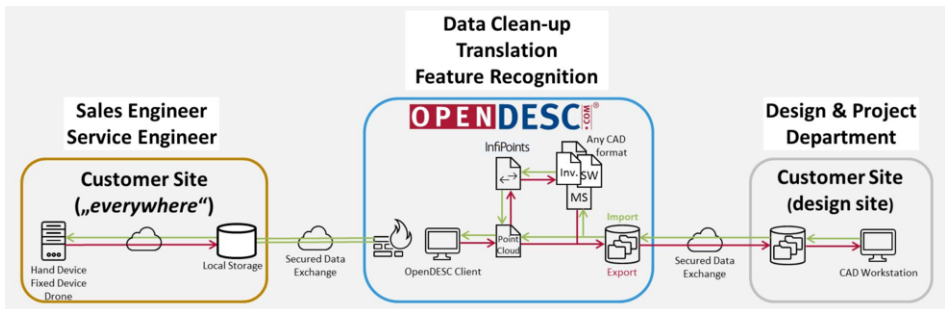 Data Clean-up
Translation
Feature Recognition
Sales Engineer
Service Engineer
Customer Site
(„everywhere“)
Hand Device
Fixed Device
Drone
Local Storage
Secured Data
Exchange
OPENDESC.COM®
InfiPoints
Any CAD
format
Inv.
SW
MS
OpenDESC Client
Point
Cloud
Import
Export
Secured Data
Exchange
Design & Project
Department
Customer Site
(design site)
CAD Workstation